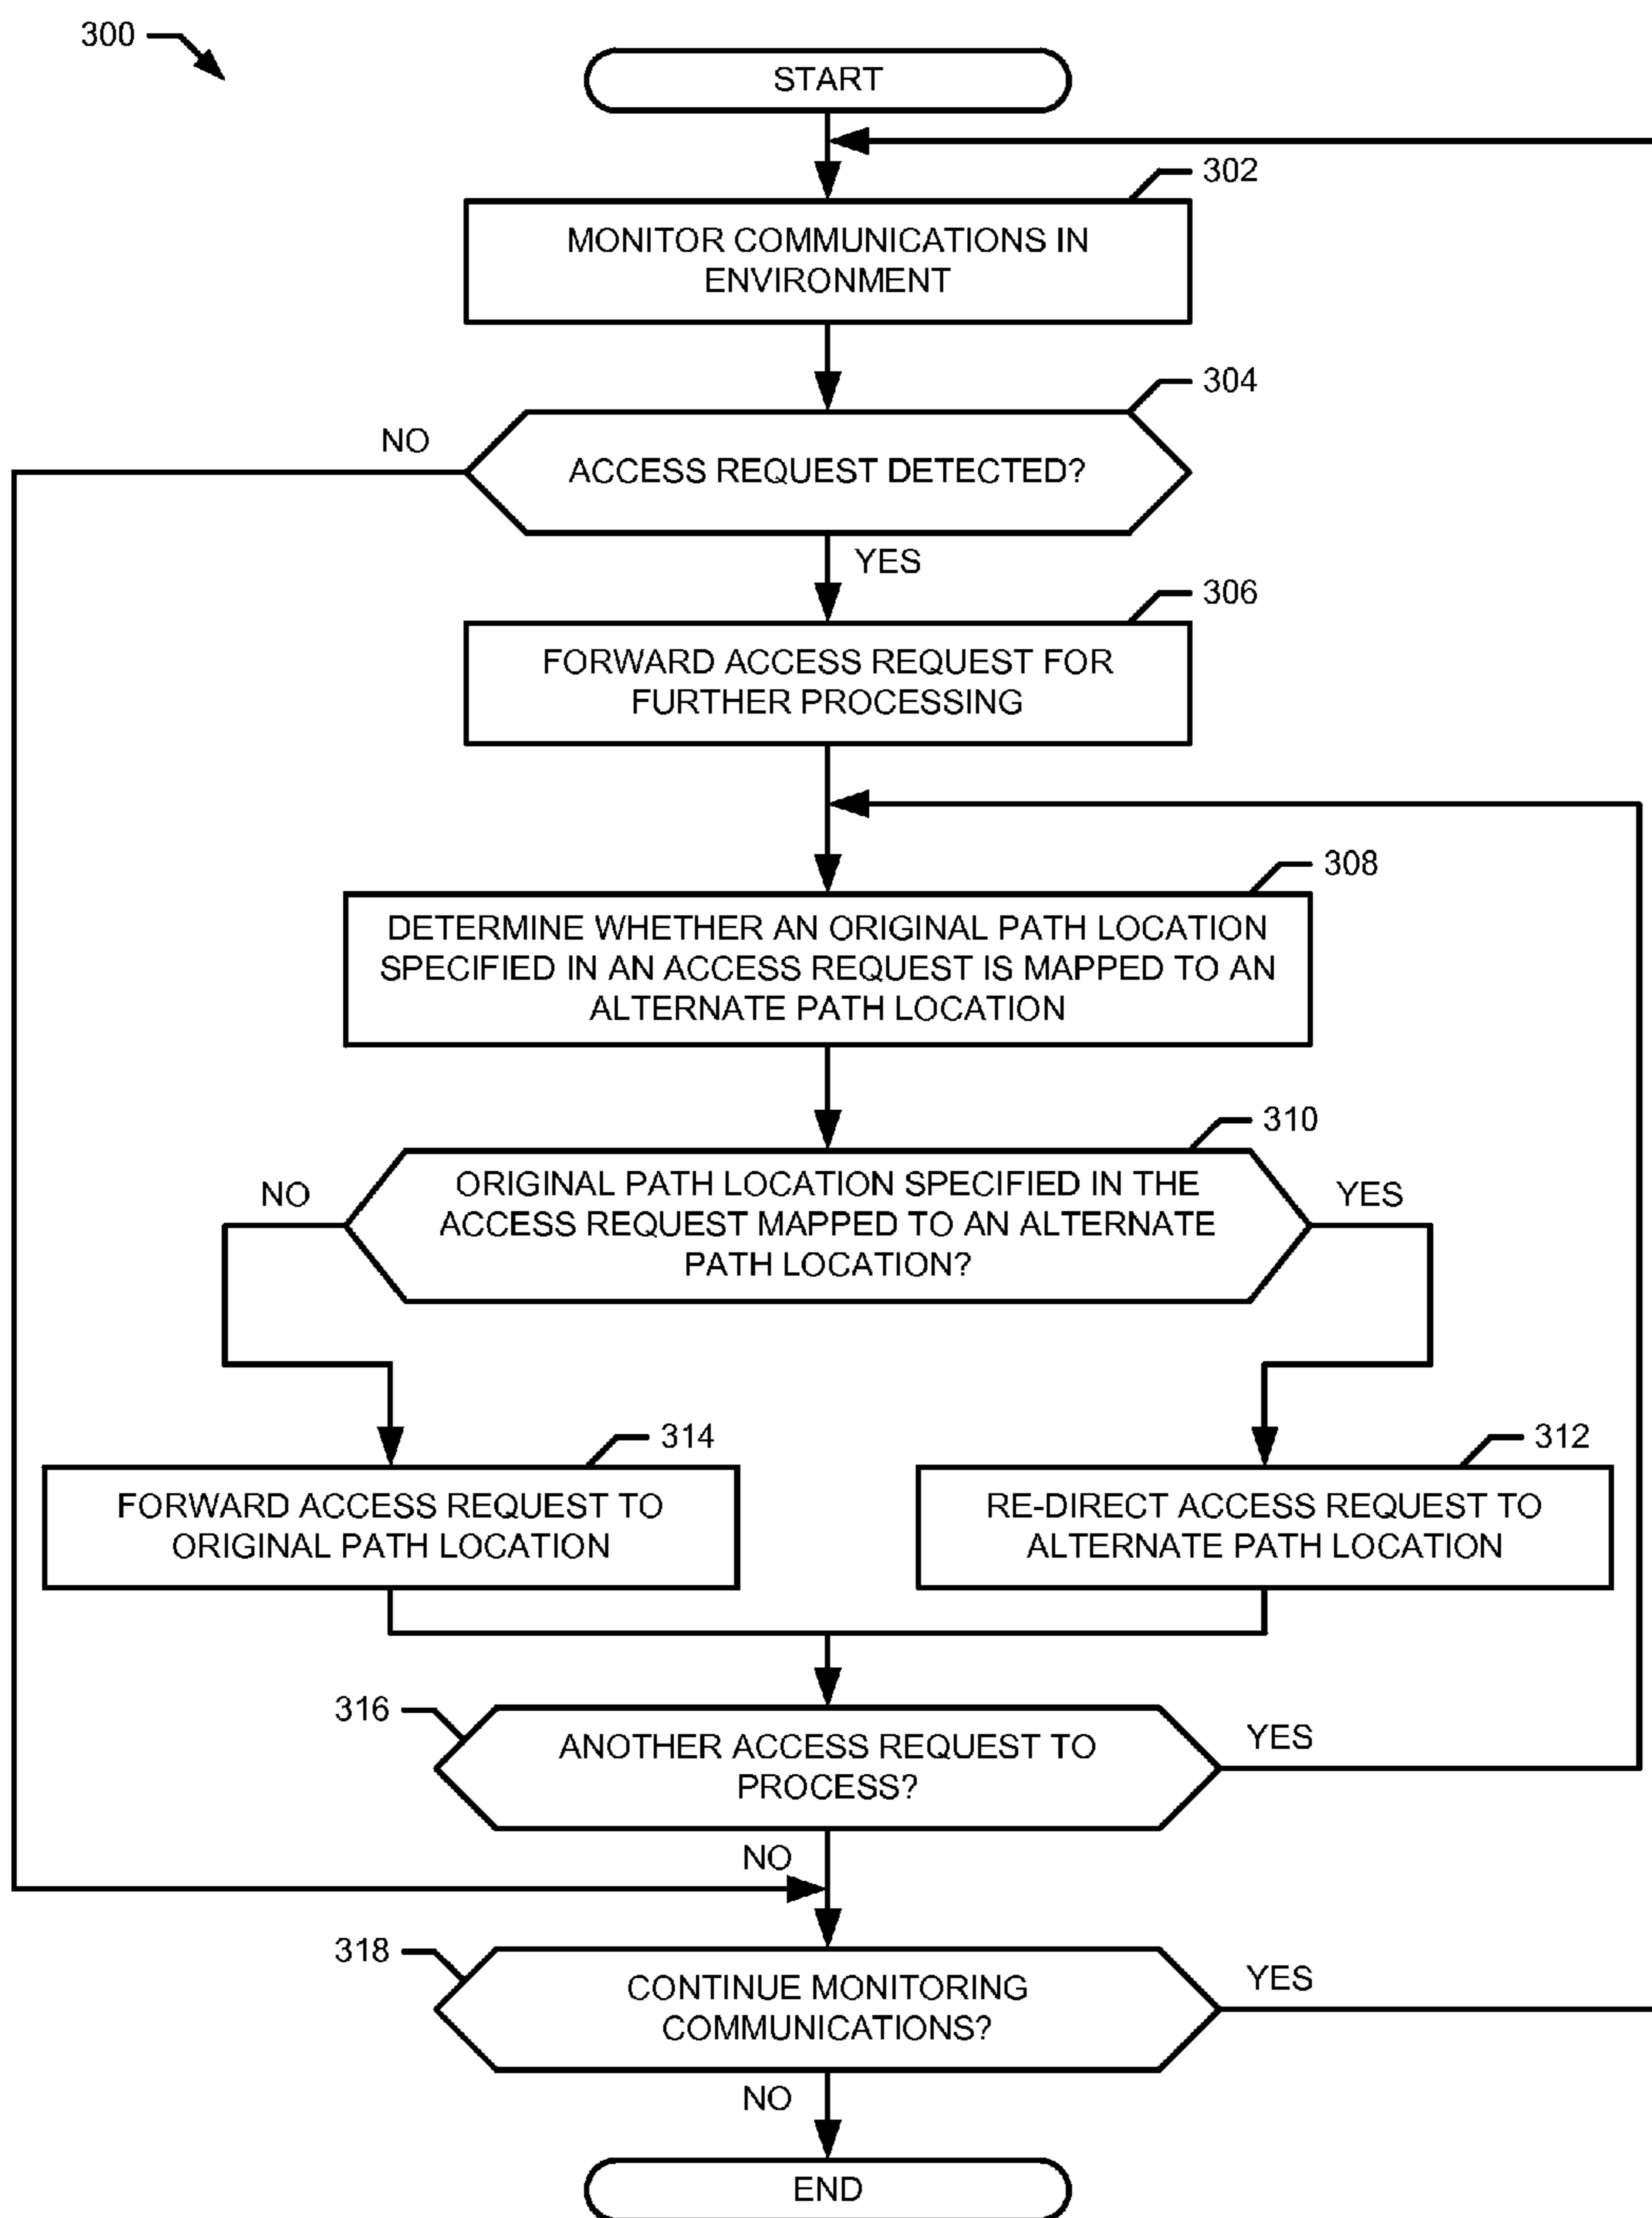 300
START
302
MONITOR COMMUNICATIONS IN
ENVIRONMENT
304
NO
ACCESS REQUEST DETECTED?
YES
306
FORWARD ACCESS REQUEST FOR
FURTHER PROCESSING
308
DETERMINE WHETHER AN ORIGINAL PATH LOCATION
SPECIFIED IN AN ACCESS REQUEST IS MAPPED TO AN
ALTERNATE PATH LOCATION
310
NO
ORIGINAL PATH LOCATION SPECIFIED IN THE
ACCESS REQUEST MAPPED TO AN ALTERNATE
PATH LOCATION?
YES
314
FORWARD ACCESS REQUEST TO
ORIGINAL PATH LOCATION
312
RE-DIRECT ACCESS REQUEST TO
ALTERNATE PATH LOCATION
316
ANOTHER ACCESS REQUEST TO
PROCESS?
YES
NO
318
CONTINUE MONITORING
COMMUNICATIONS?
YES
NO
END